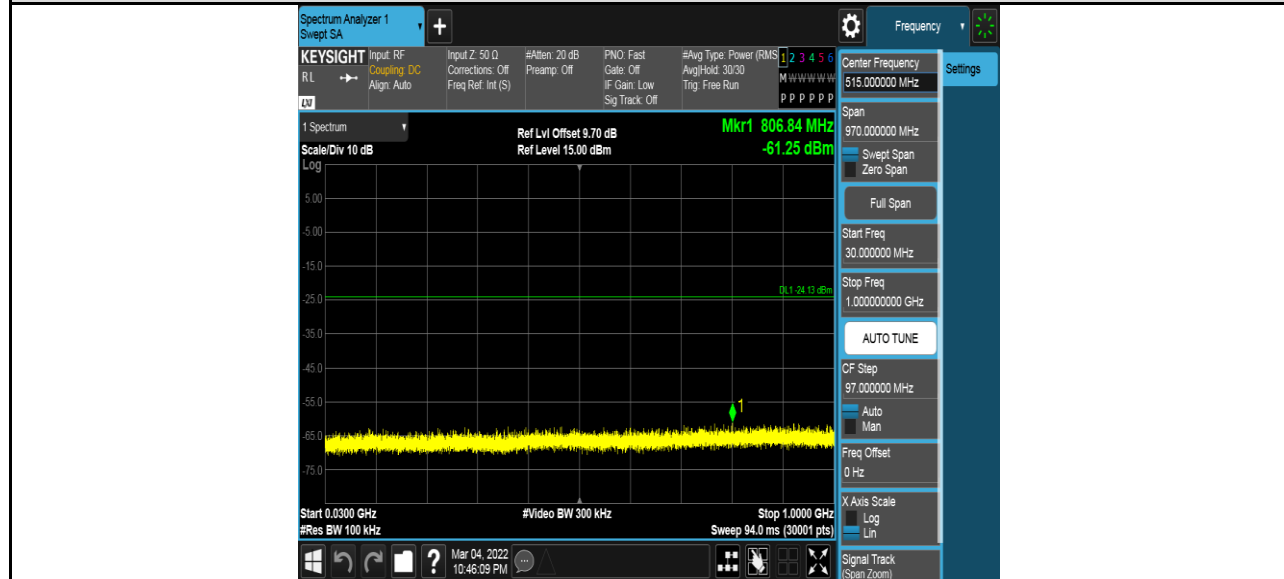 Spectrum Analyzer 1
Swept SA
+
Frequency
KEYSIGHT
RL
LXI
Input: RF
Coupling: DC
Align: Auto
Input Z: 50 Ω
Corrections: Off
Freq Ref: Int (S)
#Atten: 20 dB
Preamp: Off
PNO: Fast
Gate: Off
IF Gain: Low
Sig Track: Off
#Avg Type: Power (RMS
Avg|Hold: 30/30
Trig: Free Run
1 2 3 4 5 6
M W W W W W
P P P P P P
1 Spectrum
Scale/Div 10 dB
Log
Ref Lvl Offset 9.70 dB
Ref Level 15.00 dBm
Mkr1 806.84 MHz
-61.25 dBm
5.00
-5.00
-15.0
-25.0
-35.0
-45.0
-55.0
-65.0
-75.0
DL1 -24.13 dBm
1
Start 0.0300 GHz
#Res BW 100 kHz
#Video BW 300 kHz
Stop 1.0000 GHz
Sweep 94.0 ms (30001 pts)
?
Mar 04, 2022
10:46:09 PM
Center Frequency
515.000000 MHz
Settings
Span
970.000000 MHz
Swept Span
Zero Span
Full Span
Start Freq
30.000000 MHz
Stop Freq
1.000000000 GHz
AUTO TUNE
CF Step
97.000000 MHz
Auto
Man
Freq Offset
0 Hz
X Axis Scale
Log
Lin
Signal Track
(Span Zoom)